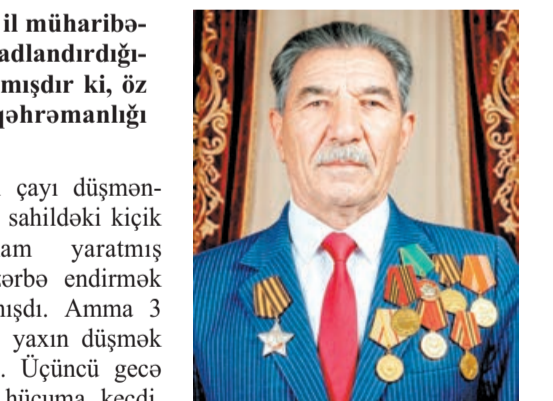 il müharibə-
adlandırdığı-
mışdır ki, öz
qəhrəmanlığı
çayı düşmən-
sahildəki kiçik
am yaratmış
zərbə endirmək
mışdı. Amma 3
yaxın düşmək
. Üçüncü gecə
hücuma keçdi.